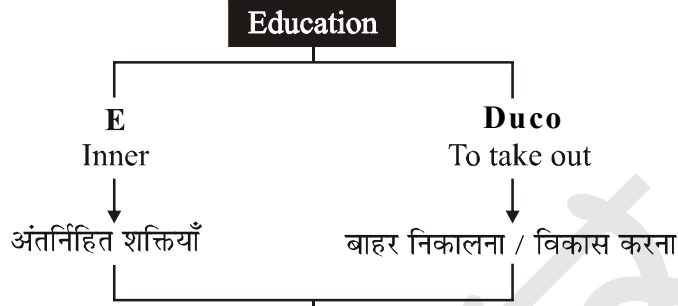 Education
E
Duco
Inner
To take out
अंतर्निहित शक्तियाँ
बाहर निकालना / विकास करना